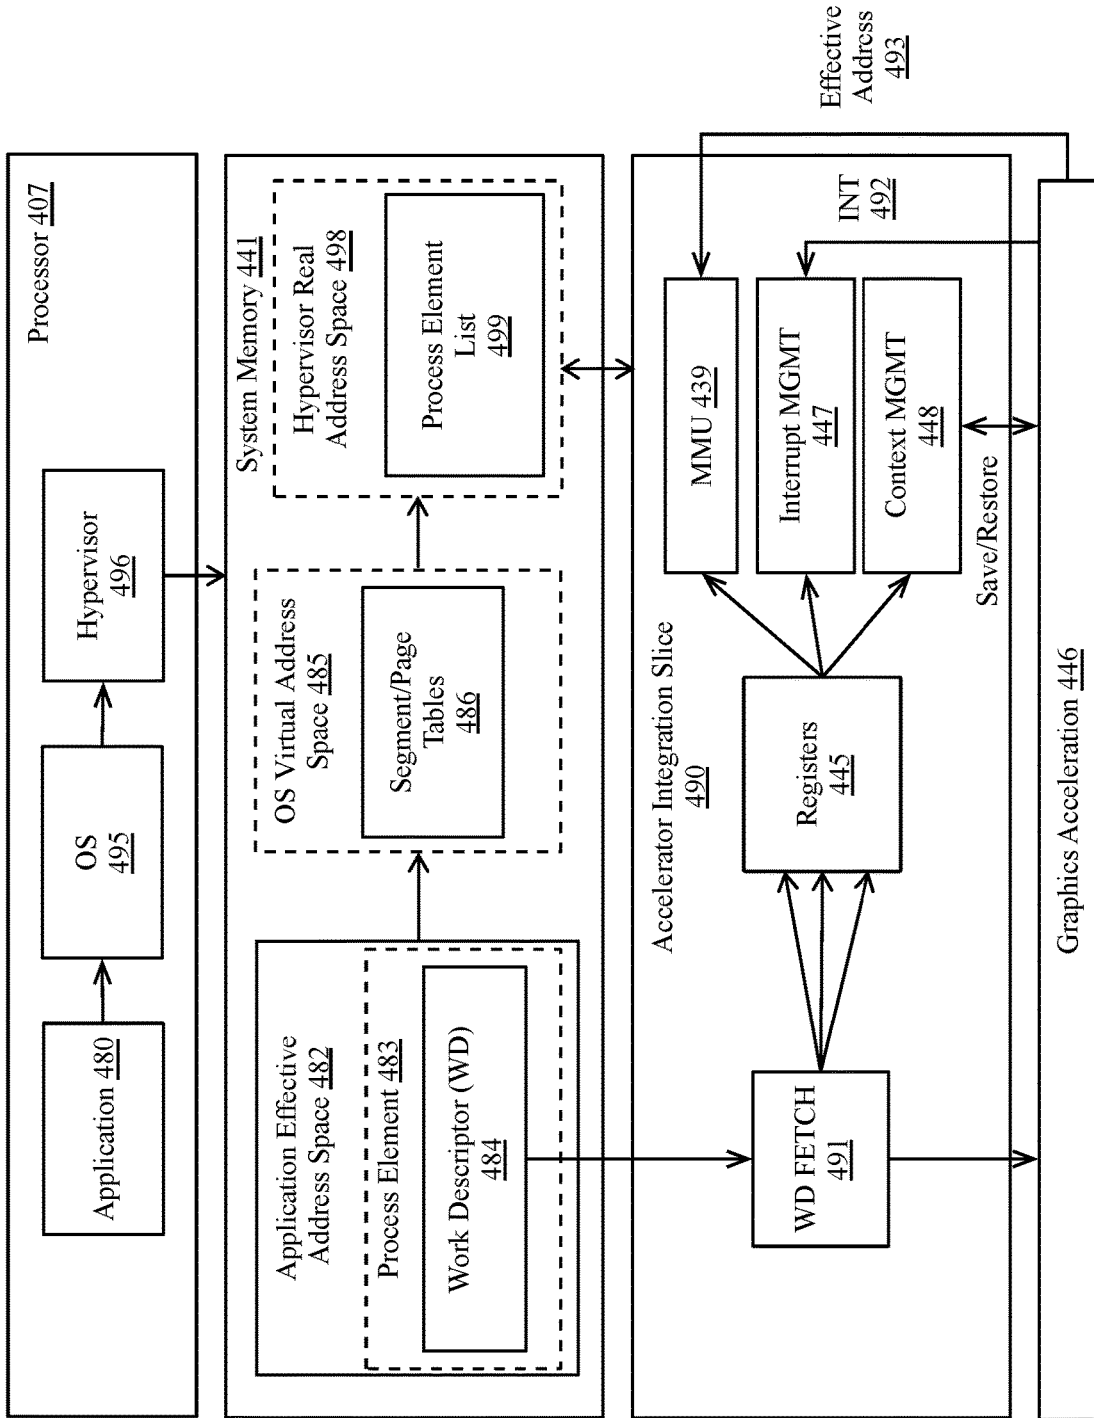 Processor 407
Application 480
OS
495
Hypervisor
496
System Memory 441
Application Effective
Address Space 482
Process Element 483
Work Descriptor (WD)
484
OS Virtual Address
Space 485
Segment/Page
Tables
486
Hypervisor Real
Address Space 498
Process Element
List
499
Accelerator Integration Slice
490
WD FETCH
491
Registers
445
MMU 439
Interrupt MGMT
447
Context MGMT
448
Save/Restore
INT
492
Effective
Address
493
Graphics Acceleration 446